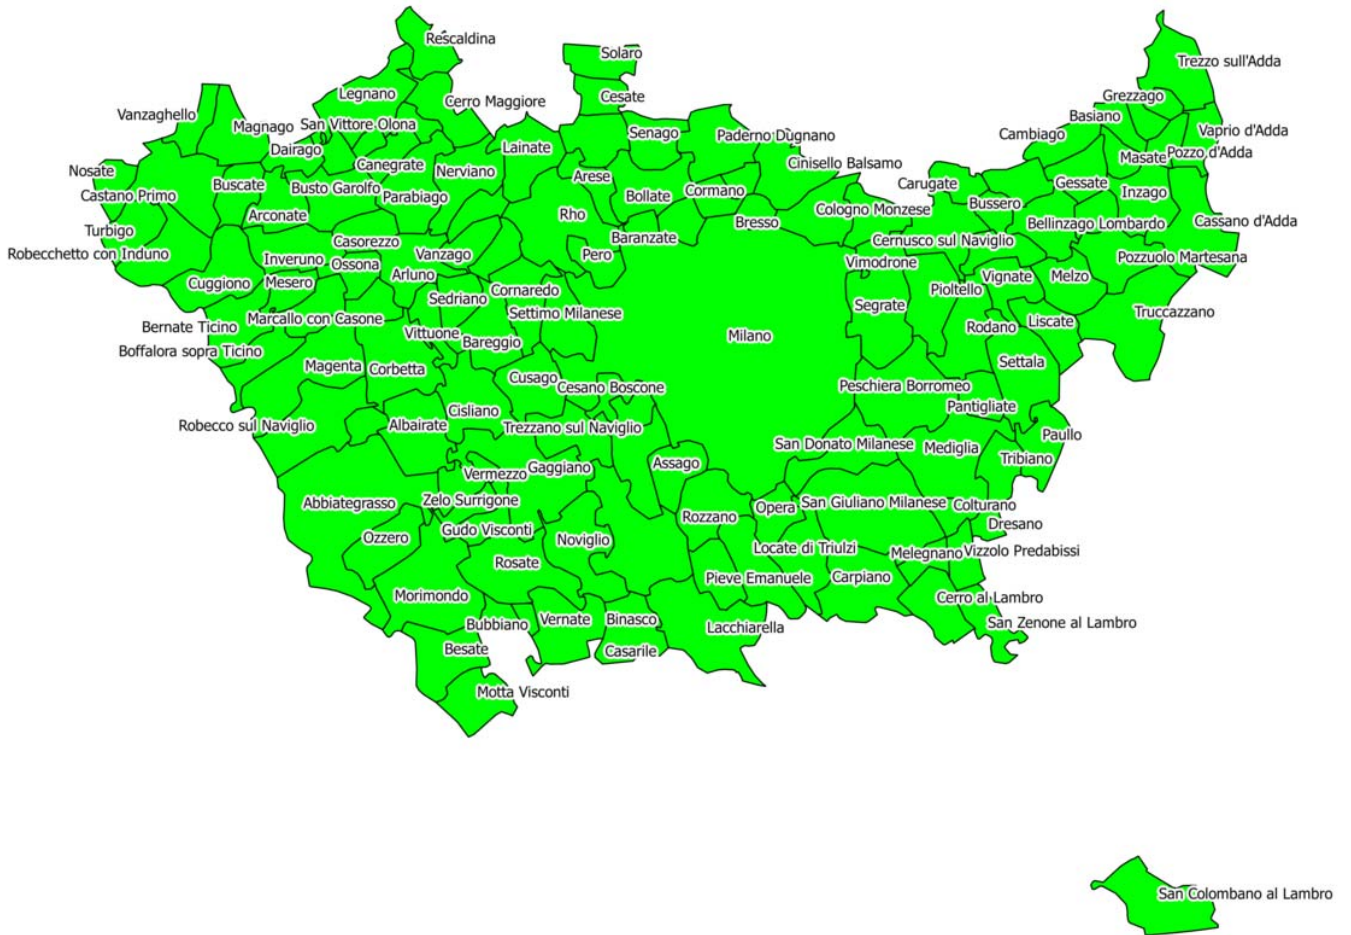 Rescaldina
Solaro
Trezzo sull'Adda
Legnano
Cerro Maggiore
Cesate
Grezzago
Vanzaghello
Magnago
San Vittore Olona
Senago
Paderno Dugnano
Basiano
Cambiago
Vaprio d'Adda
Dairago
Lainate
Masate
Pozzo d'Adda
Nosate
Canegrate
Nerviano
Cinisello Balsamo
Castano Primo
Buscate
Busto Garolfo
Parabiago
Arese
Bollate
Cormano
Carugate
Gessate
Inzago
Arconate
Rho
Bresso
Cologno Monzese
Bussero
Bellinzago Lombardo
Cassano d'Adda
Turbigo
Casorezzo
Baranzate
Cernusco sul Naviglio
Robecchetto con Induno
Inveruno
Ossona
Vanzago
Pero
Vimodrone
Pozzuolo Martesana
Cuggiono
Mesero
Arluno
Cornaredo
Pioltello
Vignate
Melzo
Sedriano
Settimo Milanese
Segrate
Truccazzano
Bernate Ticino
Marcallo con Casone
Vittuone
Bareggio
Milano
Rodano
Liscate
Boffalora sopra Ticino
Magenta
Corbetta
Cusago
Cesano Boscone
Peschiera Borromeo
Settala
Robecco sul Naviglio
Albairate
Cisliano
Trezzano sul Naviglio
Pantigliate
Paullo
San Donato Milanese
Mediglia
Tribiano
Vermezzo
Gaggiano
Assago
Abbiategrasso
Zelo Surrigone
Opera
San Giuliano Milanese
Colturano
Rozzano
Dresano
Ozzero
Gudo Visconti
Noviglio
Locate di Triulzi
Melegnano
Vizzolo Predabissi
Rosate
Pieve Emanuele
Carpiano
Morimondo
Cerro al Lambro
Bubbiano
Vernate
Binasco
Lacchiarella
San Zenone al Lambro
Besate
Casarile
Motta Visconti
San Colombano al Lambro